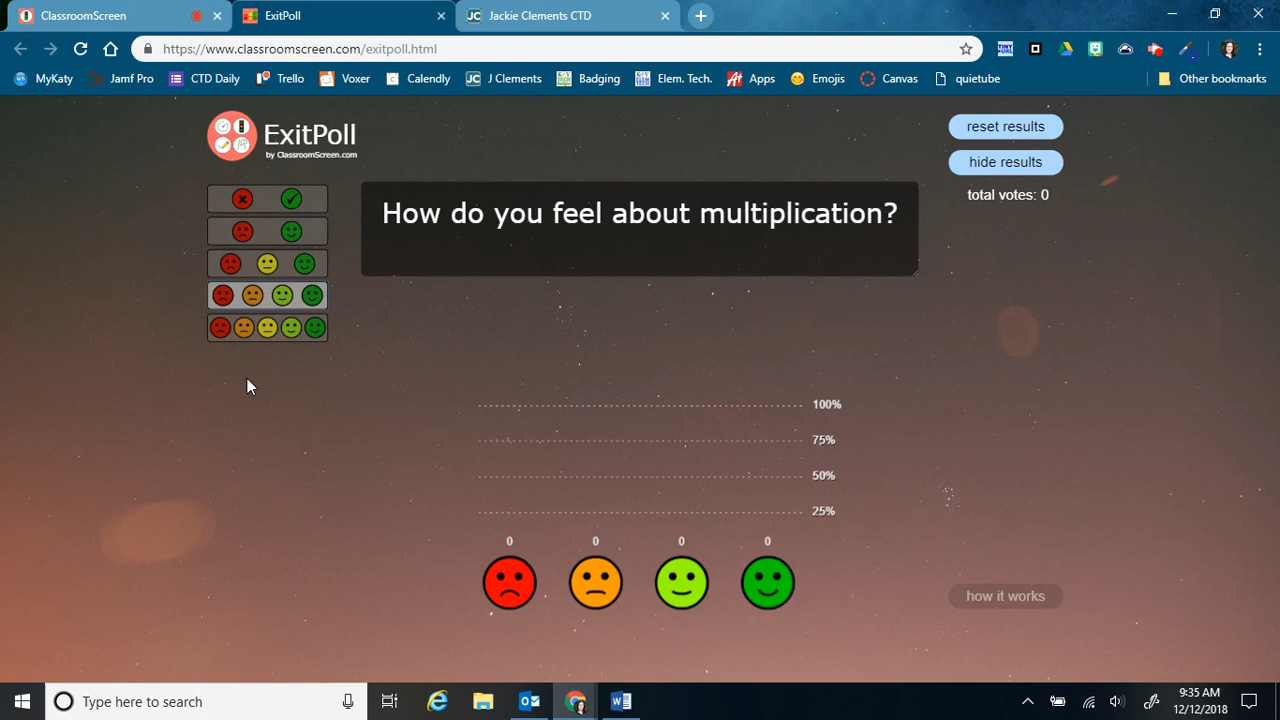 ClassroomScreen
ExitPoll
JC Jackie Clements CTD
https://www.classroomscreen.com/exitpoll.html
MyKaty Jamf Pro CTD Daily Trello Voxer C Calendly JC J Clements Badging Elem. Tech. Apps Emojis Canvas quietube Other bookmarks
ExitPoll
by ClassroomScreen.com
reset results
hide results
total votes: 0
How do you feel about multiplication?
100%
75%
50%
25%
0 0 0 0
how it works
Type here to search
9:35 AM
12/12/2018